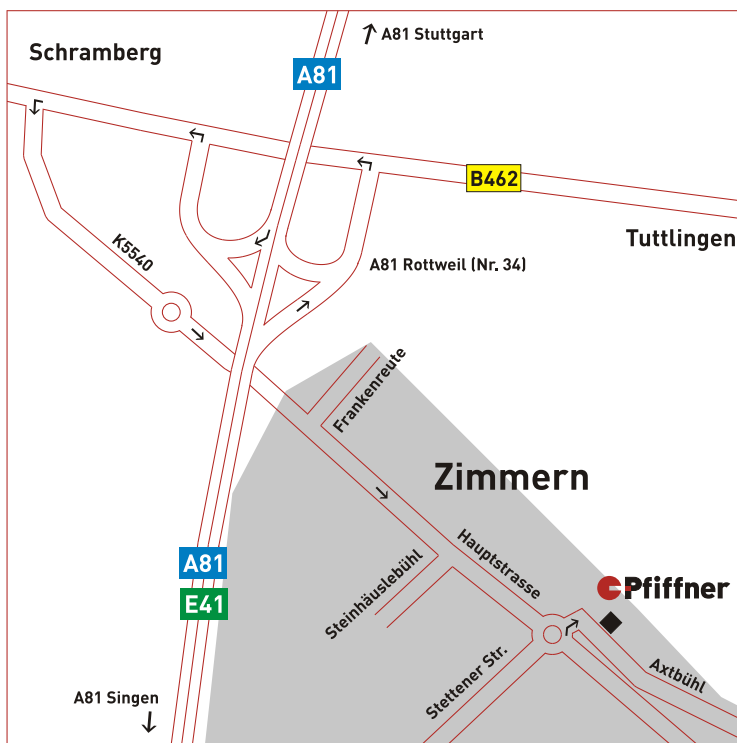 A81 Stuttgart
Schramberg
A81
B462
Tuttlingen
K5540
A81 Rottweil (Nr. 34)
Frankenreute
Zimmern
Hauptstrasse
A81
E41
Steinhäuslebühl
Pfiffner
Stettener Str.
Axtbühl
A81 Singen